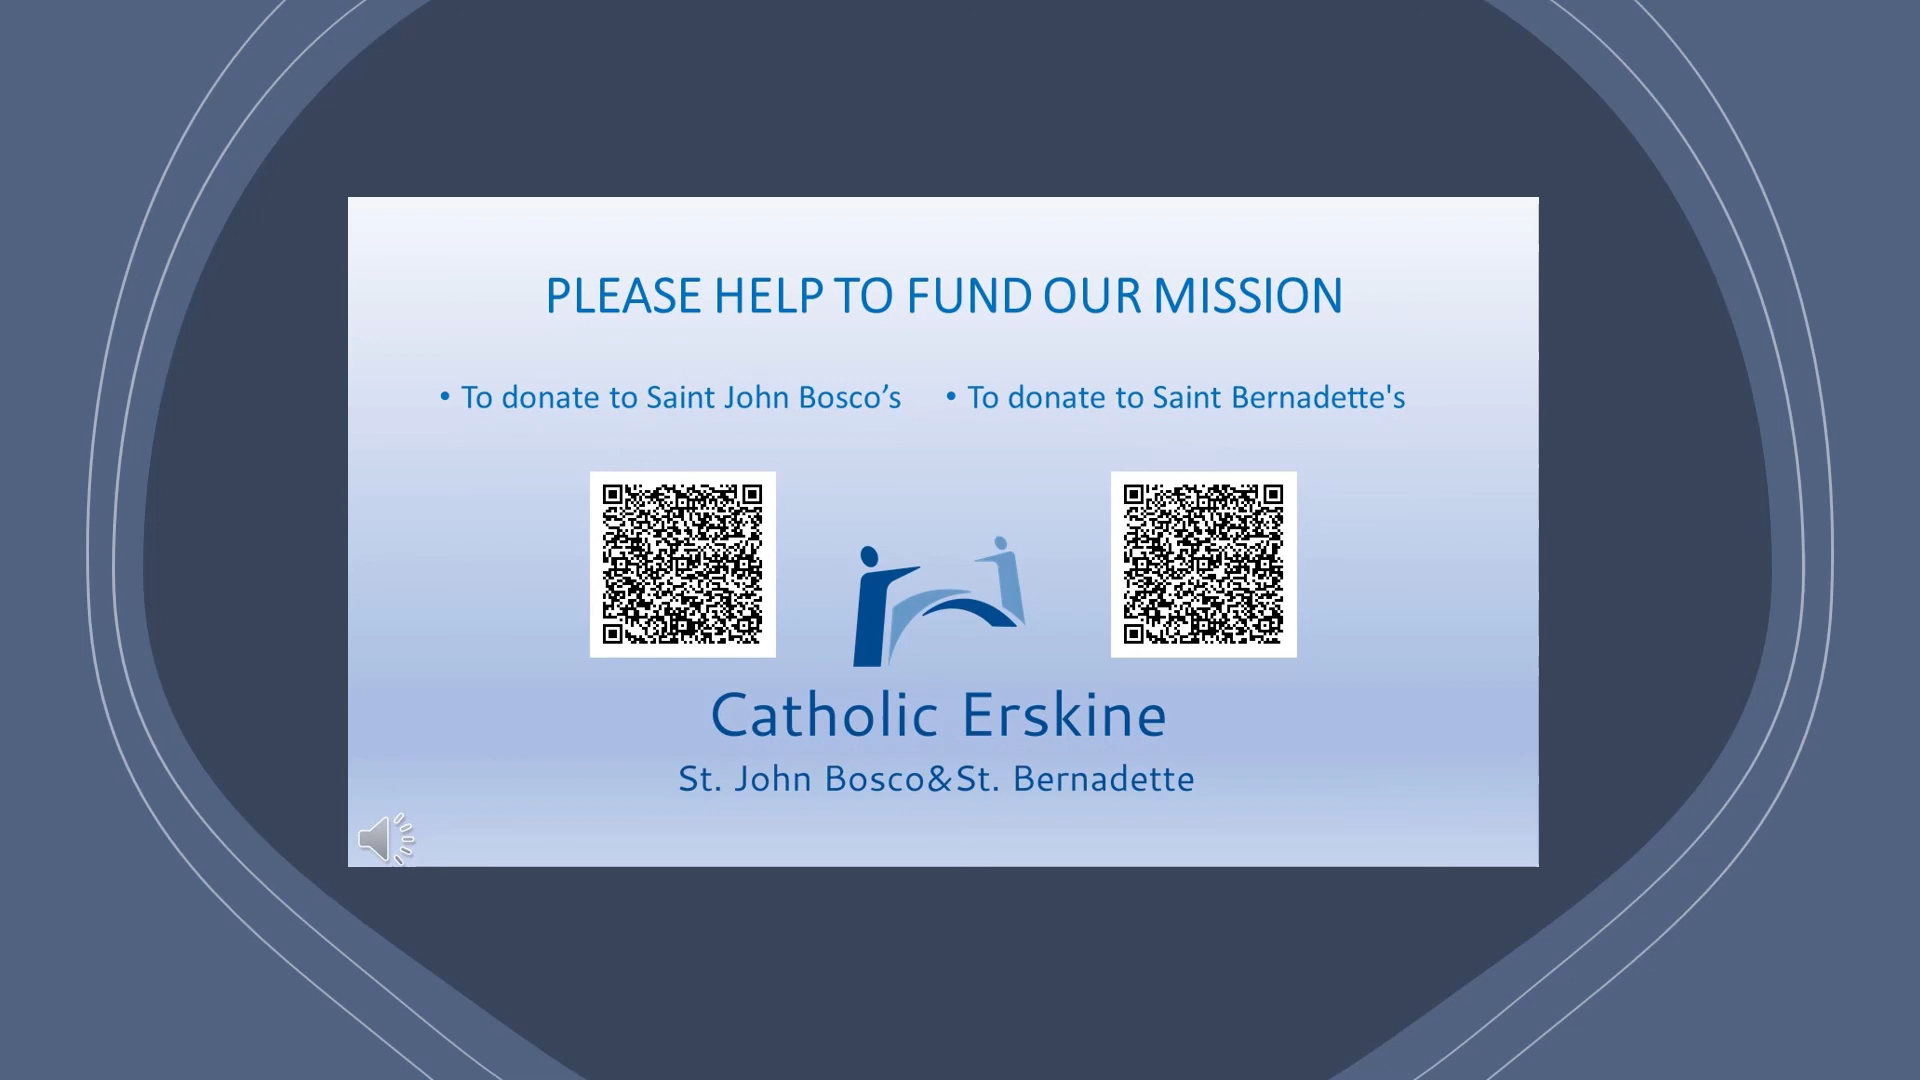 PLEASE HELP TO FUND OUR MISSION
• To donate to Saint John Bosco’s
• To donate to Saint Bernadette's
Catholic Erskine
St. John Bosco&St. Bernadette